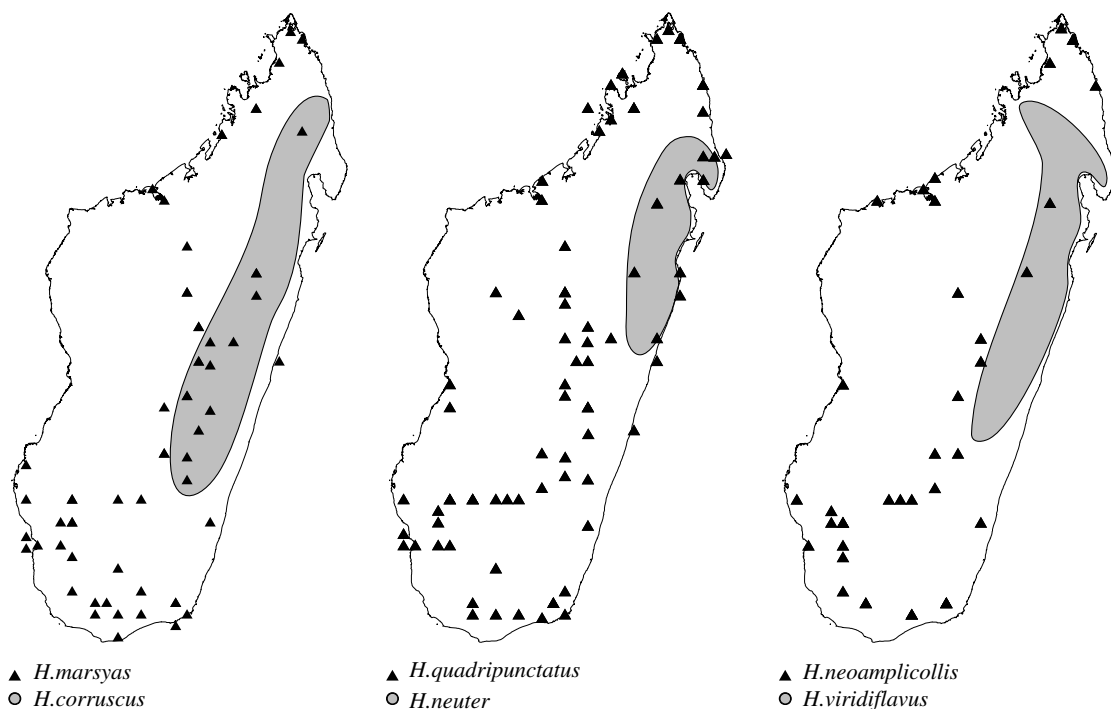 H.marsyas
H.corruscus
H.quadripunctatus
H.neuter
H.neoamplicollis
H.viridiflavus